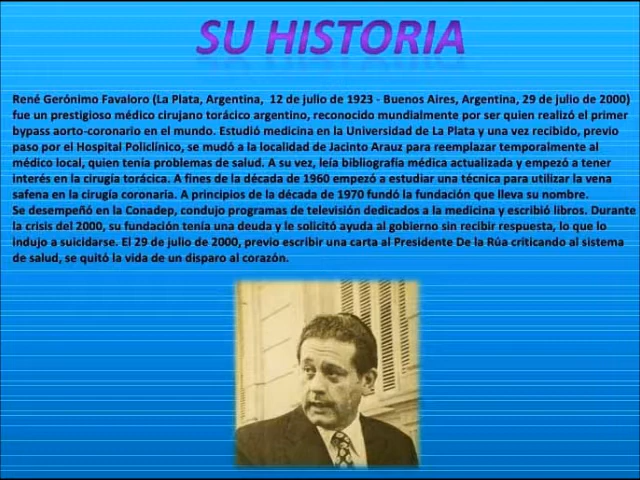 SU HISTORIA
René Gerónimo Favaloro (La Plata, Argentina, 12 de julio de 1923 - Buenos Aires, Argentina, 29 de julio de 2000)
fue un prestigioso médico cirujano torácico argentino, reconocido mundialmente por ser quien realizó el primer
bypass aorto-coronario en el mundo. Estudió medicina en la Universidad de La Plata y una vez recibido, previo
paso por el Hospital Policlínico, se mudó a la localidad de Jacinto Arauz para reemplazar temporalmente al
médico local, quien tenía problemas de salud. A su vez, leía bibliografía médica actualizada y empezó a tener
interés en la cirugía torácica. A fines de la década de 1960 empezó a estudiar una técnica para utilizar la vena
safena en la cirugía coronaria. A principios de la década de 1970 fundó la fundación que lleva su nombre.
Se desempeñó en la Conadep, condujo programas de televisión dedicados a la medicina y escribió libros. Durante
la crisis del 2000, su fundación tenía una deuda y le solicitó ayuda al gobierno sin recibir respuesta, lo que lo
indujo a suicidarse. El 29 de julio de 2000, previo escribir una carta al Presidente De la Rúa criticando al sistema
de salud, se quitó la vida de un disparo al corazón.